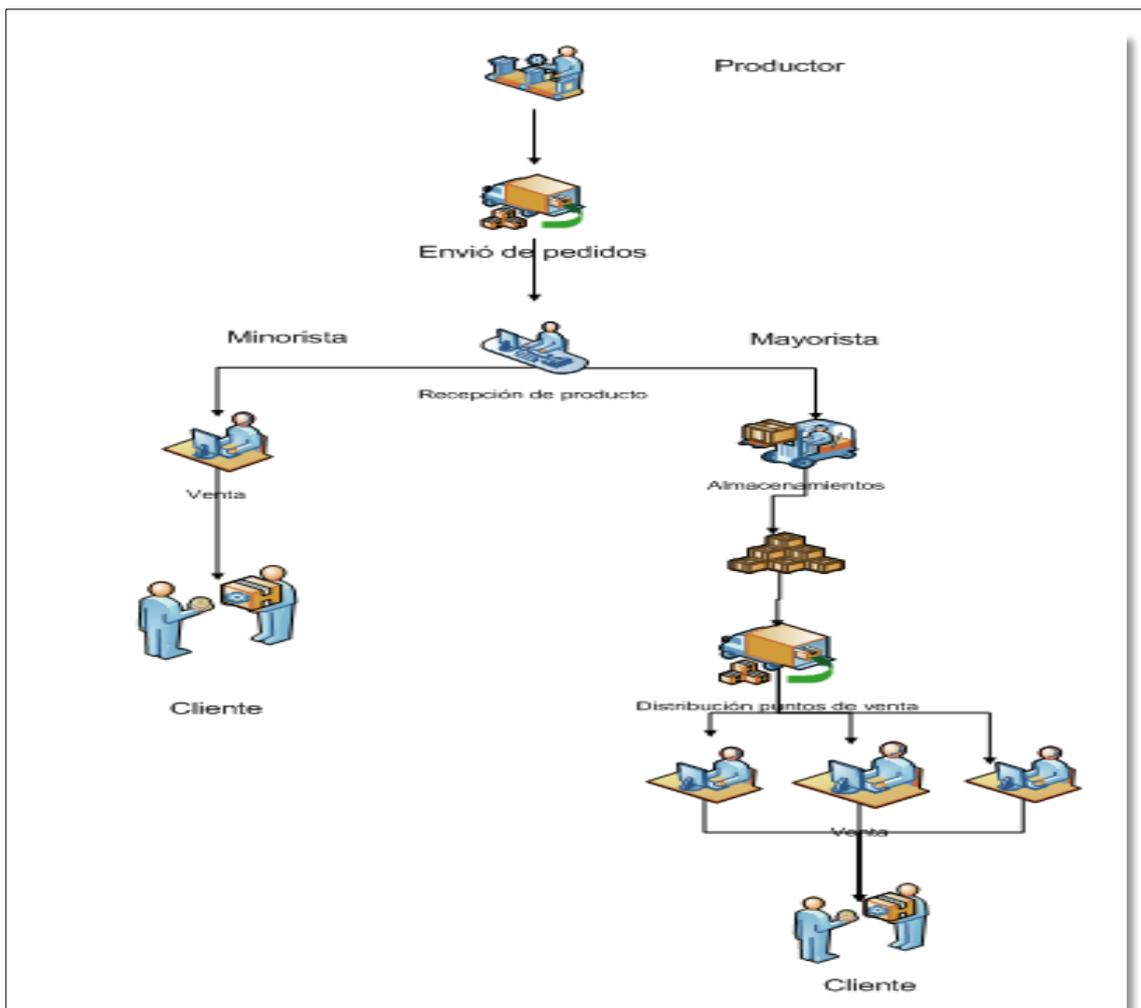 Productor
Envió de pedidos
Minorista
Mayorista
Recepción de producto
Venta
Almacenamientos
Cliente
Distribución puntos de venta
Venta
Cliente